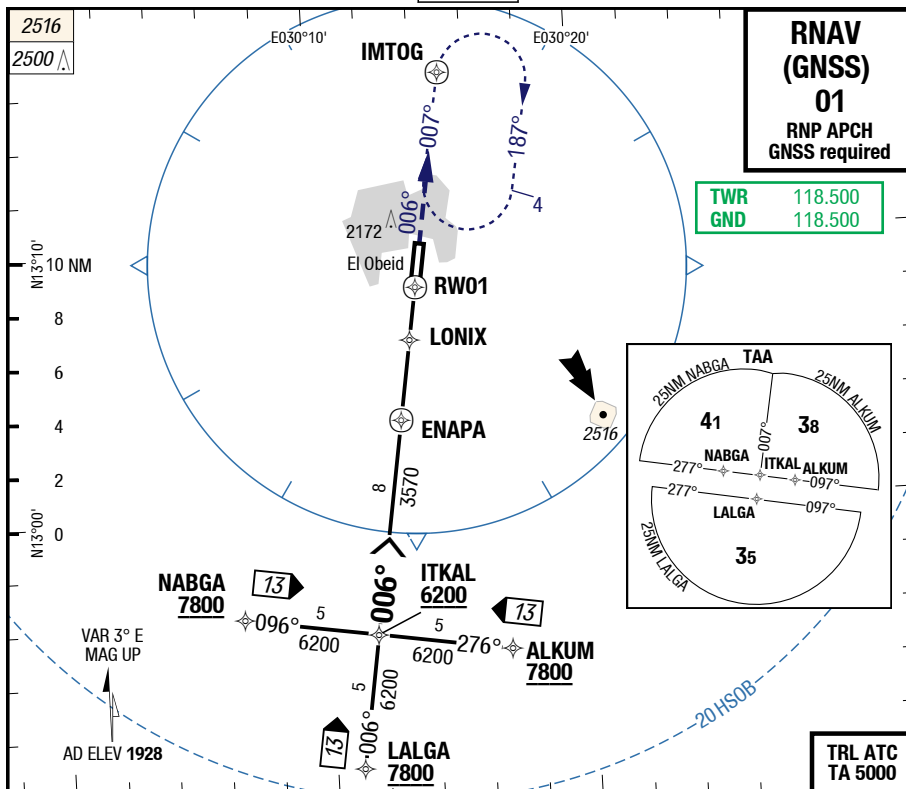 2516
2500
E030°10'
E030°20'
IMTOG
RNAV
(GNSS)
01
RNP APCH
GNSS required
TWR 118.500
GND 118.500
007°
187°
4
006°
2172
El Obeid
N13°10'
10 NM
RW01
8
LONIX
6
4
ENAPA
2516
2
8
3570
N13°00'
0
TAA
25NM NABGA
25NM ALKUM
41
38
007°
NABGA
ITKAL
ALKUM
277°
097°
277°
097°
LALGA
35
25NM LALGA
006°
ITKAL
6200
NABGA
7800
13
13
096°
5
6200
5
6200
276°
ALKUM
7800
5
6200
006°
13
LALGA
7800
VAR 3° E
MAG UP
AD ELEV 1928
20 HSOB
TRL ATC
TA 5000